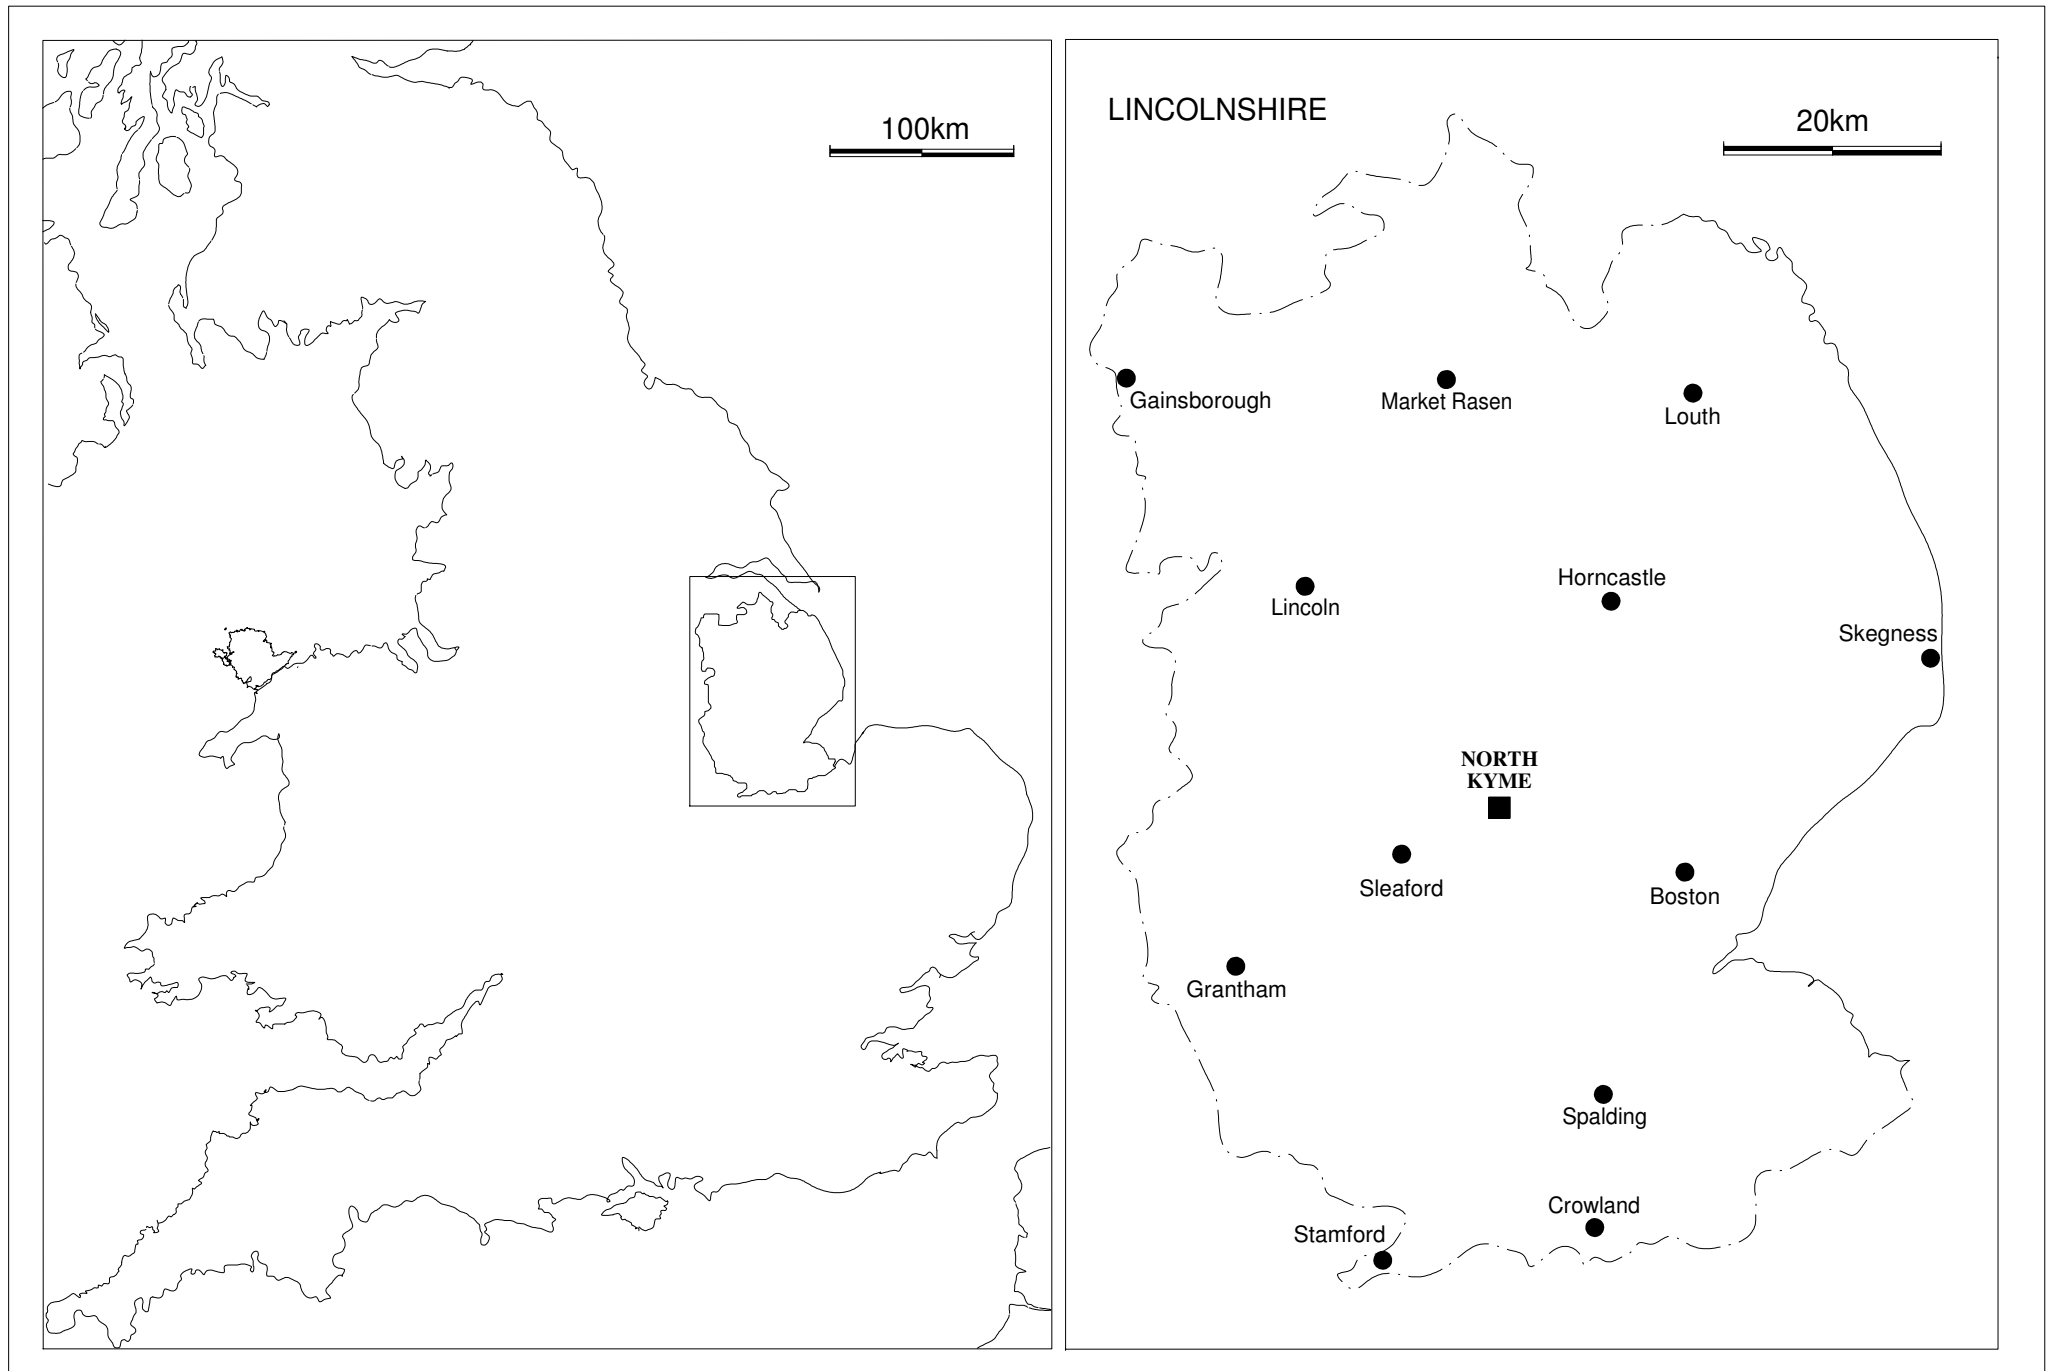 100km
LINCOLNSHIRE
20km
Gainsborough
Market Rasen
Louth
Lincoln
Horncastle
Skegness
NORTH
KYME
Sleaford
Boston
Grantham
Spalding
Crowland
Stamford